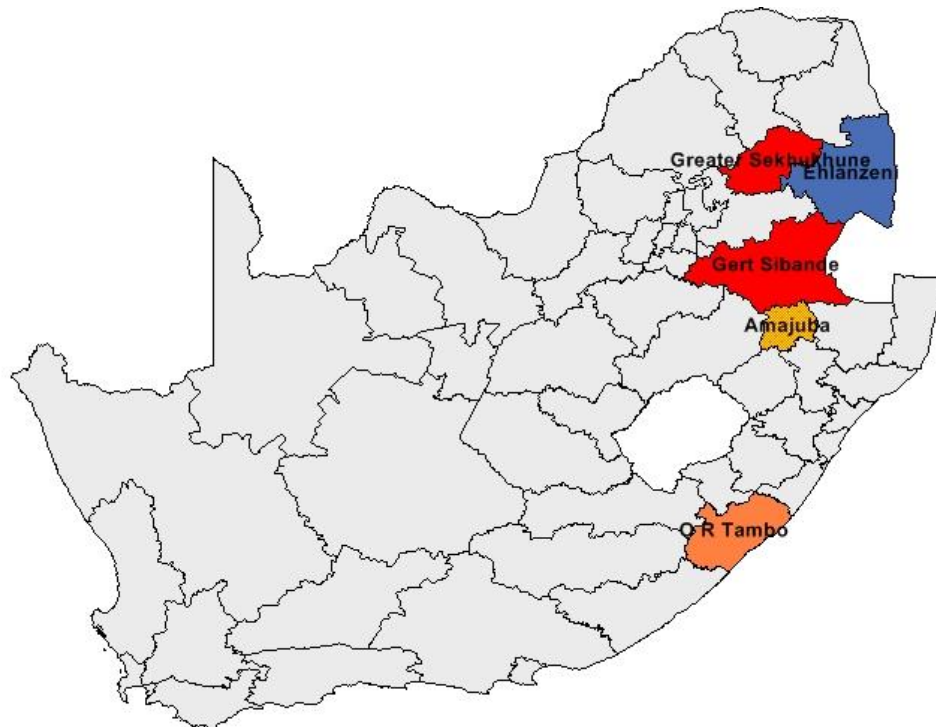 Greater Sekhukhune
Ehlanzeni
Gert Sibande
Amajuba
O R Tambo